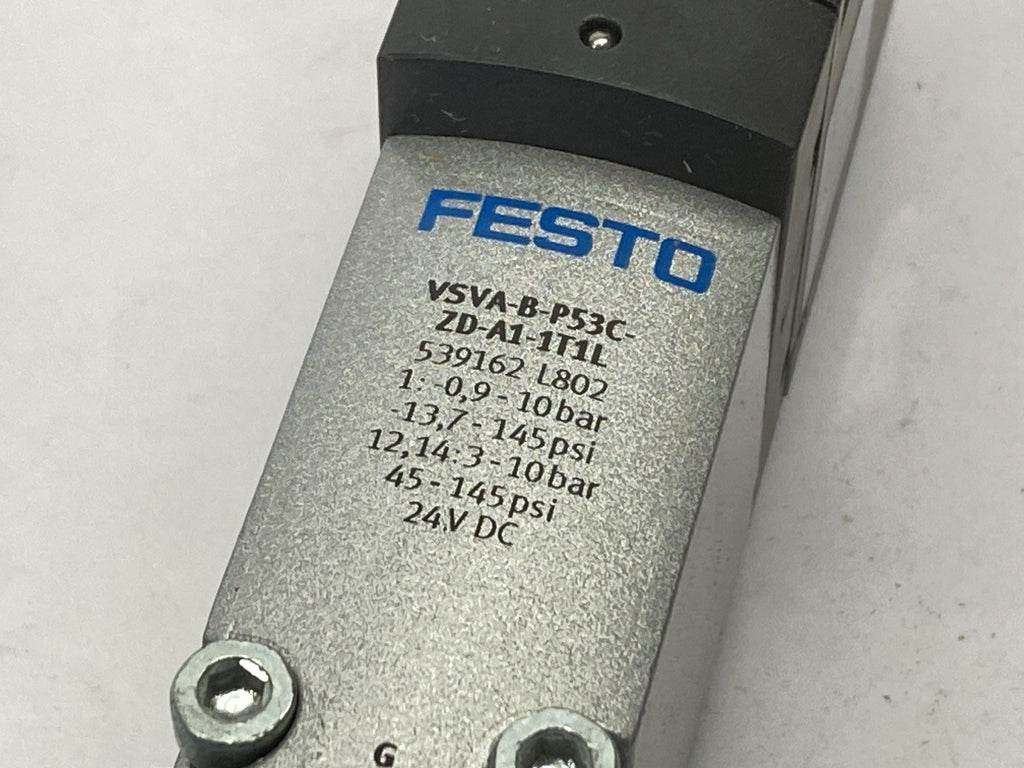 FESTO
VSVA-B-P53C-
ZD-A1-1T1L
539162 L802
1: -0,9 - 10 bar
-13,7 - 145 psi
12,14: 3 - 10 bar
45 - 145 psi
24V DC
G